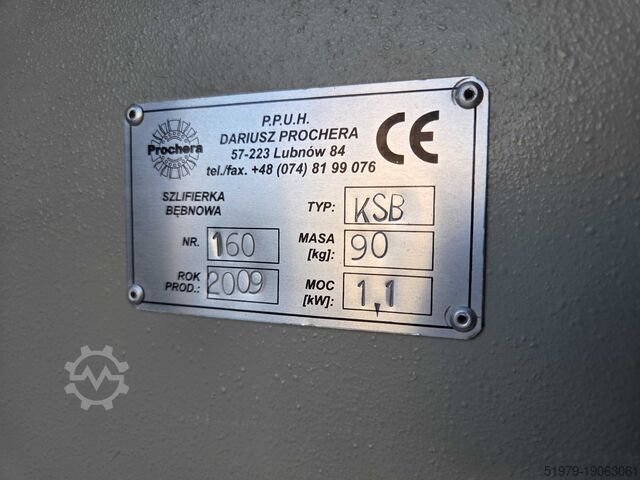 P.P.U.H.
DARIUSZ PROCHERA
57-223 Lubnów 84
tel./fax. +48 (074) 81 99 076
Prochera
CE
SZLIFIERKA
BĘBNOWA
TYP: KSB
NR. 160
MASA
[kg]: 90
ROK
PROD.: 2009
MOC
[kW]: 1,1
51979-19063061